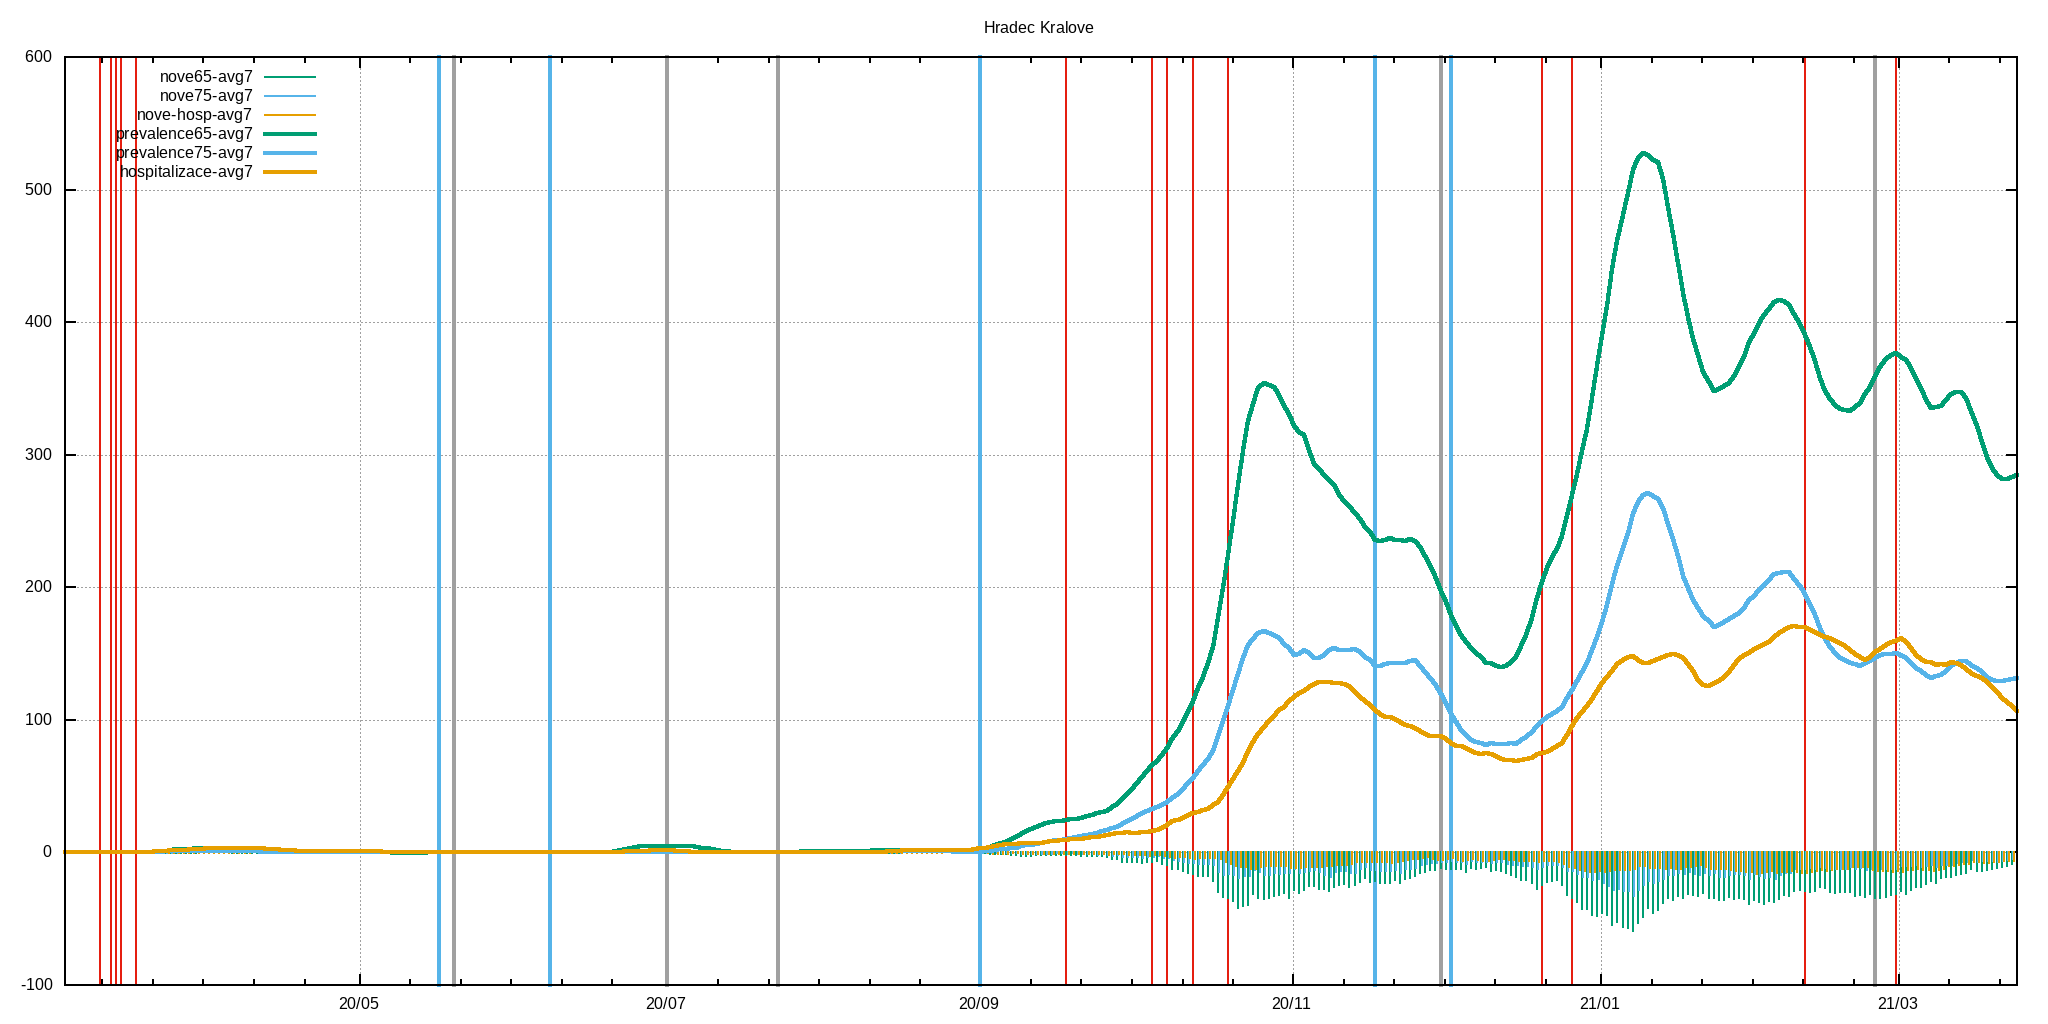 Hradec Kralove
600
nove65-avg7
nove75-avg7
nove-hosp-avg7
prevalence65-avg7
prevalence75-avg7
hospitalizace-avg7
500
400
300
200
100
0
-100
20/05
20/07
20/09
20/11
21/01
21/03